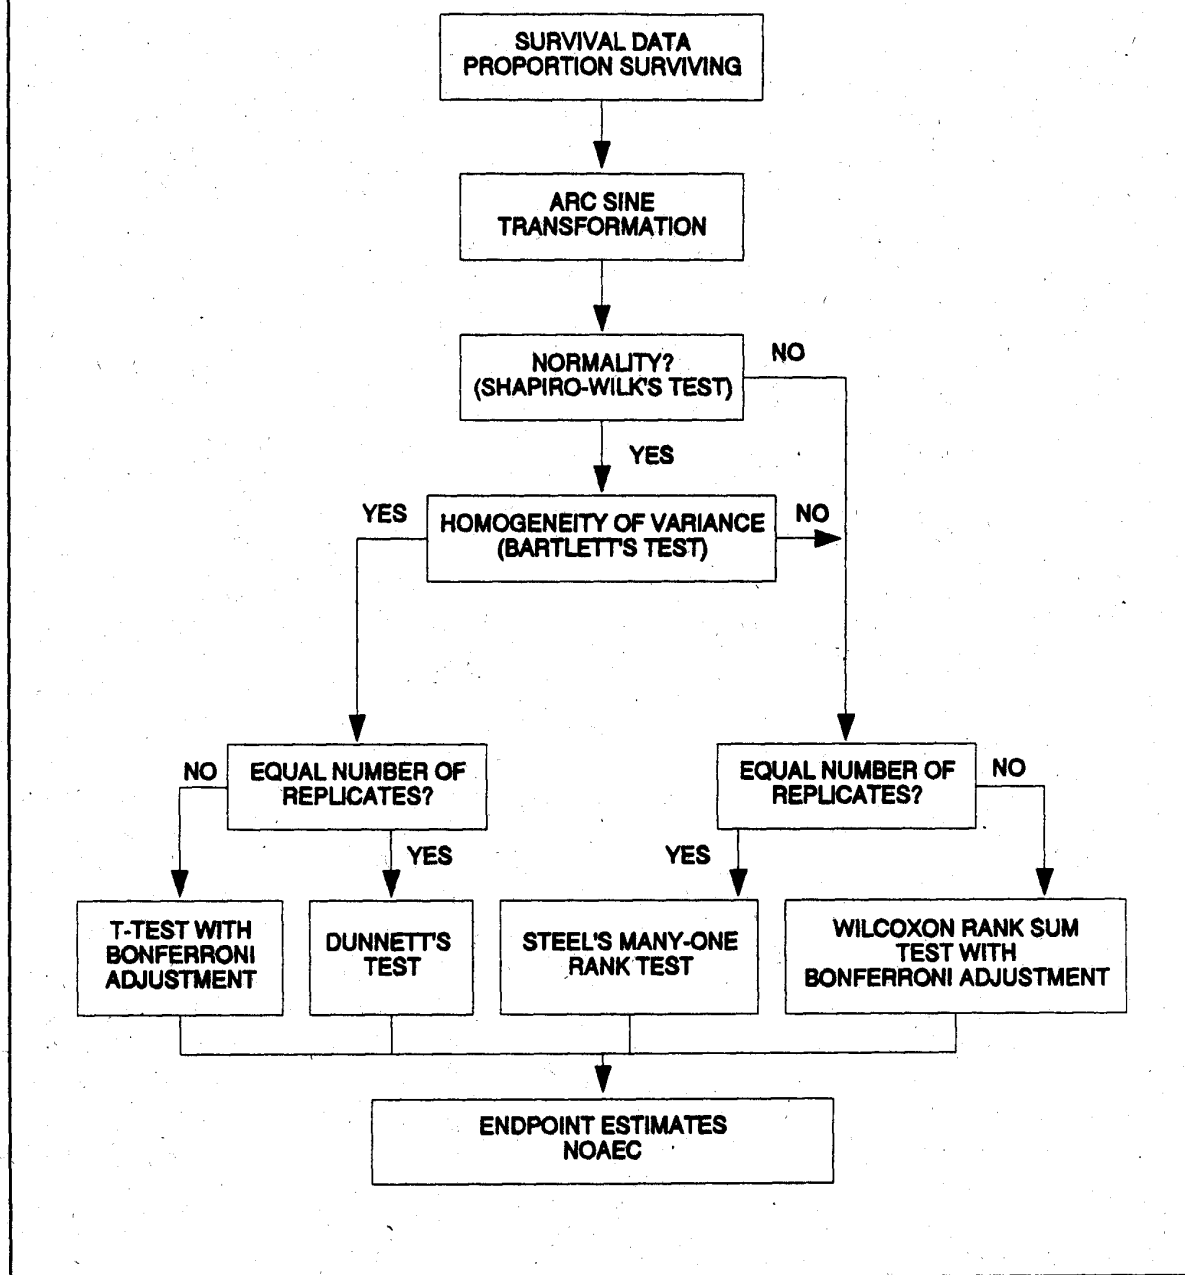 SURVIVAL DATA
PROPORTION SURVIVING
ARC SINE
TRANSFORMATION
NORMALITY?
(SHAPIRO-WILK'S TEST)
NO
YES
YES
HOMOGENEITY OF VARIANCE
(BARTLETT'S TEST)
NO
NO
EQUAL NUMBER OF
REPLICATES?
EQUAL NUMBER OF
REPLICATES?
NO
YES
YES
T-TEST WITH
BONFERRONI
ADJUSTMENT
DUNNETT'S
TEST
STEEL'S MANY-ONE
RANK TEST
WILCOXON RANK SUM
TEST WITH
BONFERRONI ADJUSTMENT
ENDPOINT ESTIMATES
NOAEC